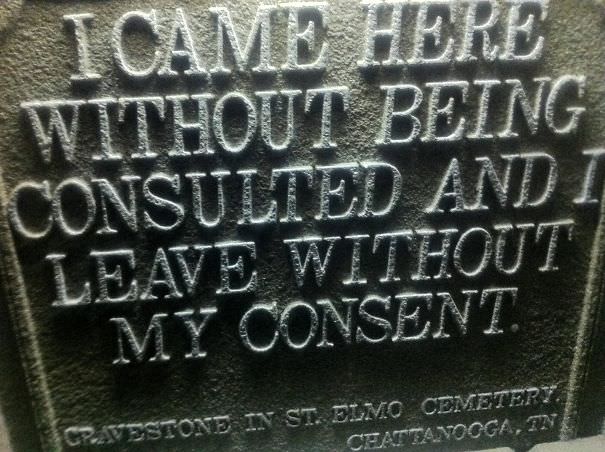 I CAME HERE
WITHOUT BEING
CONSULTED AND I
LEAVE WITHOUT
MY CONSENT.
GRAVESTONE IN ST. ELMO CEMETERY,
CHATTANOOGA, TN